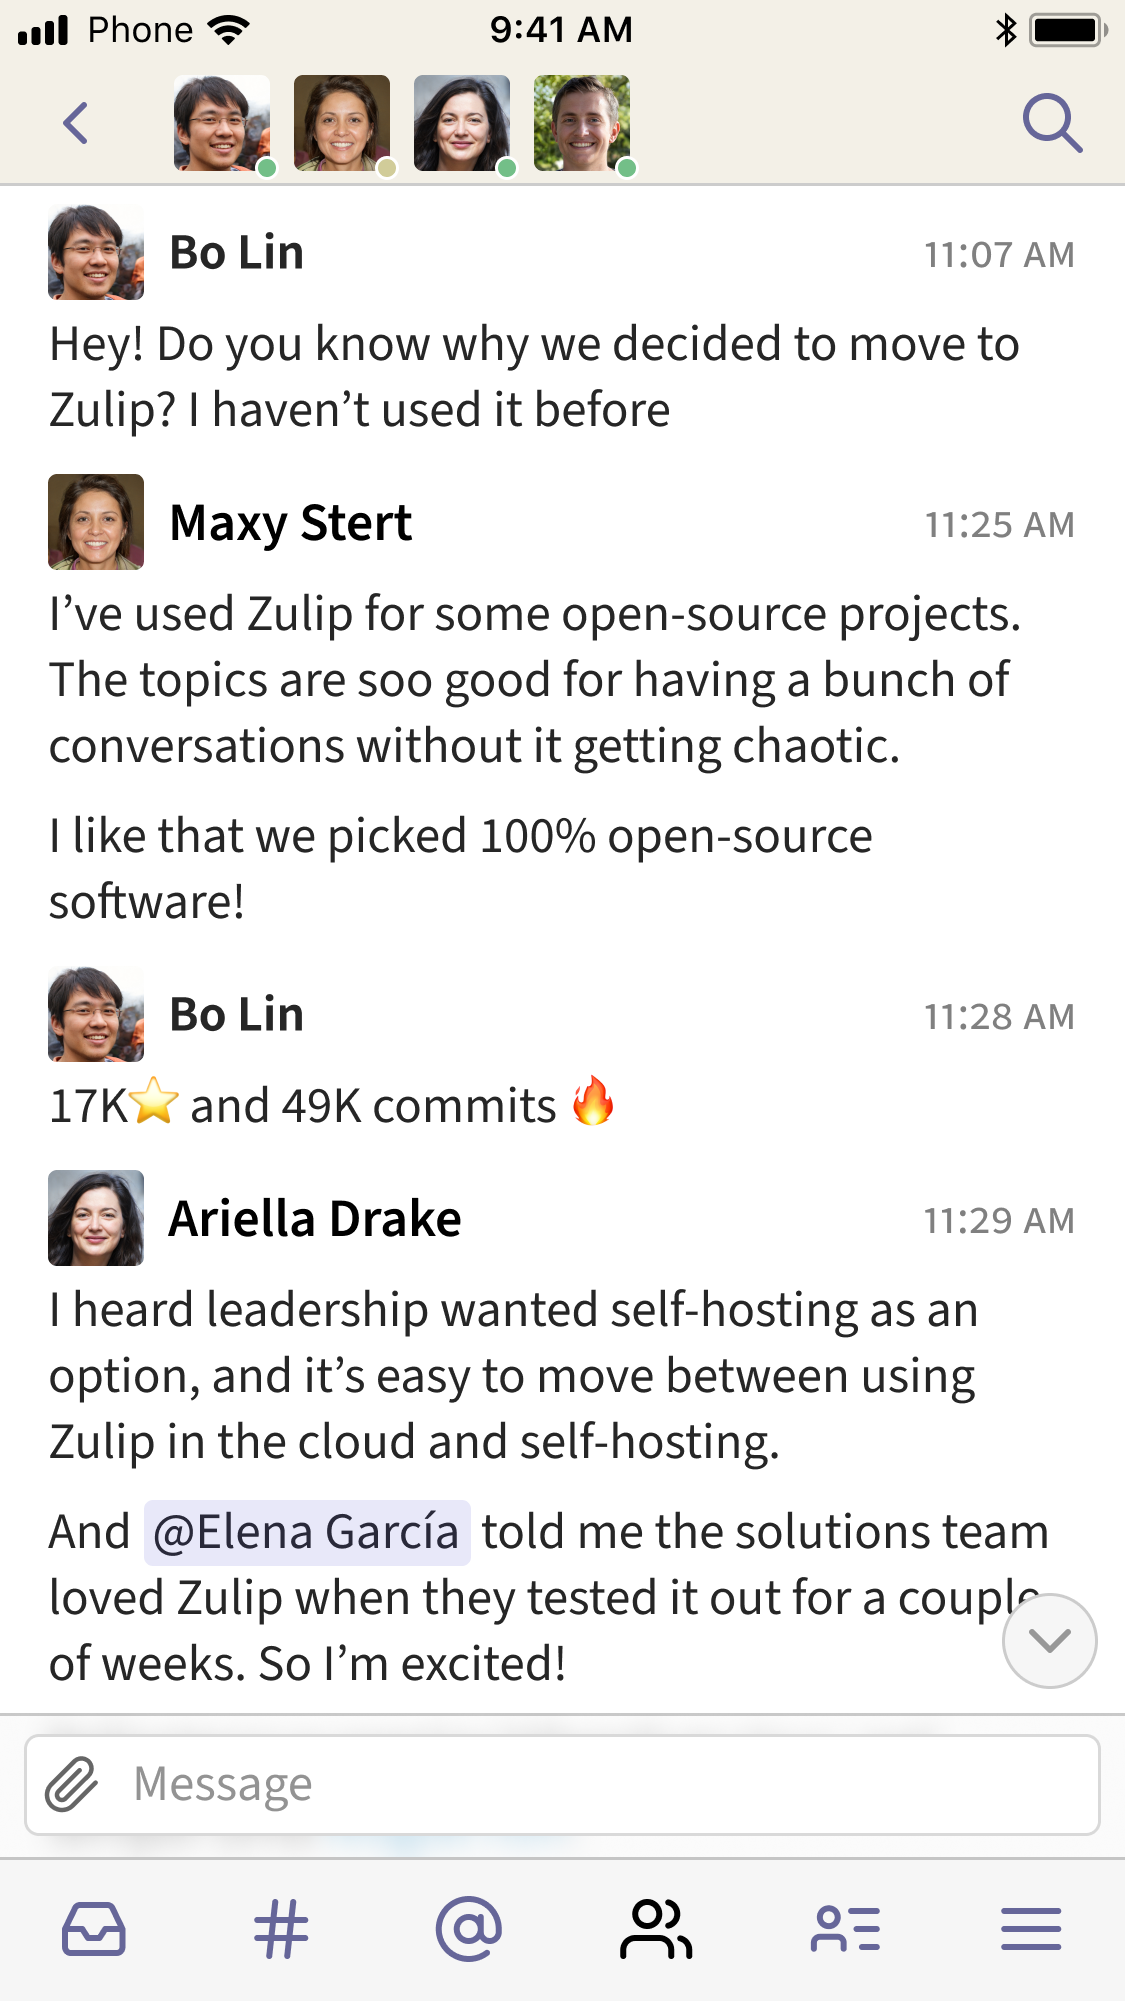 Phone 9:41 AM
Bo Lin 11:07 AM
Hey! Do you know why we decided to move to
Zulip? I haven’t used it before
Maxy Stert 11:25 AM
I’ve used Zulip for some open-source projects.
The topics are soo good for having a bunch of
conversations without it getting chaotic.
I like that we picked 100% open-source
software!
Bo Lin 11:28 AM
17K⭐ and 49K commits 🔥
Ariella Drake 11:29 AM
I heard leadership wanted self-hosting as an
option, and it’s easy to move between using
Zulip in the cloud and self-hosting.
And @Elena García told me the solutions team
loved Zulip when they tested it out for a couple
of weeks. So I’m excited!
Message